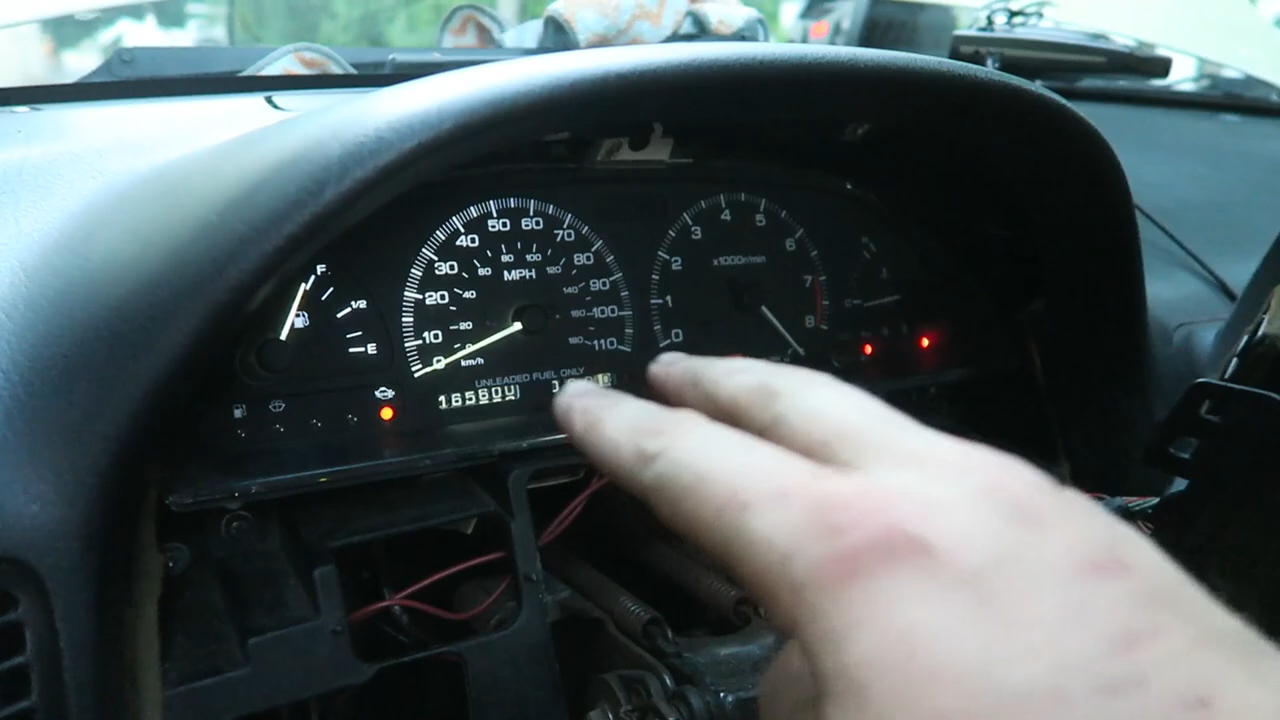 F
1/2
E
0 10 20 30 40 50 60 70 80 90 100 110
0 20 40 60 80 100 120 140 160 180
MPH
km/h
UNLEADED FUEL ONLY
0 1 2 3 4 5 6 7 8
x1000r/min
C